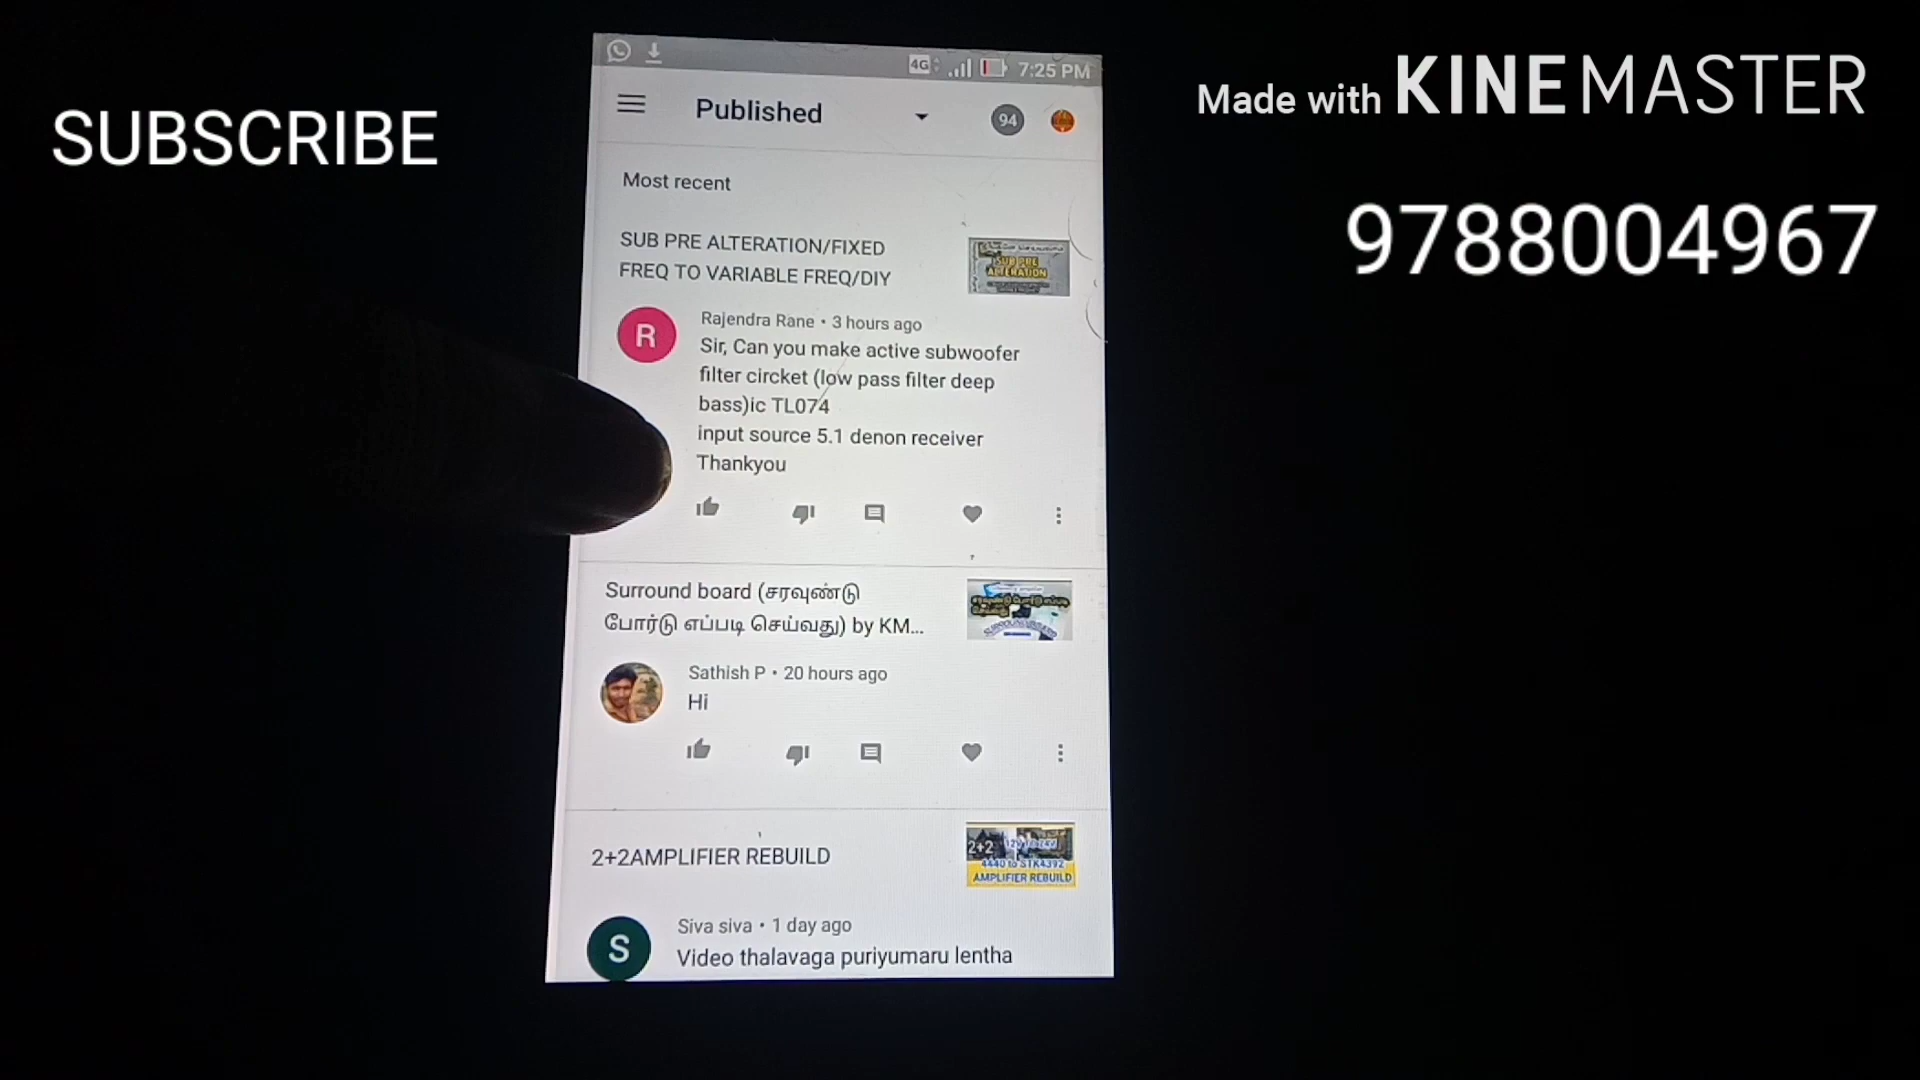 SUBSCRIBE
Made with KINEMASTER
9788004967
4G 7:25 PM
Published
94
Most recent
SUB PRE ALTERATION/FIXED
FREQ TO VARIABLE FREQ/DIY
SUB PRE
ALTERATION
R
Rajendra Rane • 3 hours ago
Sir, Can you make active subwoofer
filter circket (low pass filter deep
bass)ic TL074
input source 5.1 denon receiver
Thankyou
Surround board (சரவுண்டு
போர்டு எப்படி செய்வது) by KM...
Sathish P • 20 hours ago
Hi
2+2AMPLIFIER REBUILD
2+2
4440 to STK4392
AMPLIFIER REBUILD
S
Siva siva • 1 day ago
Video thalavaga puriyumaru lentha